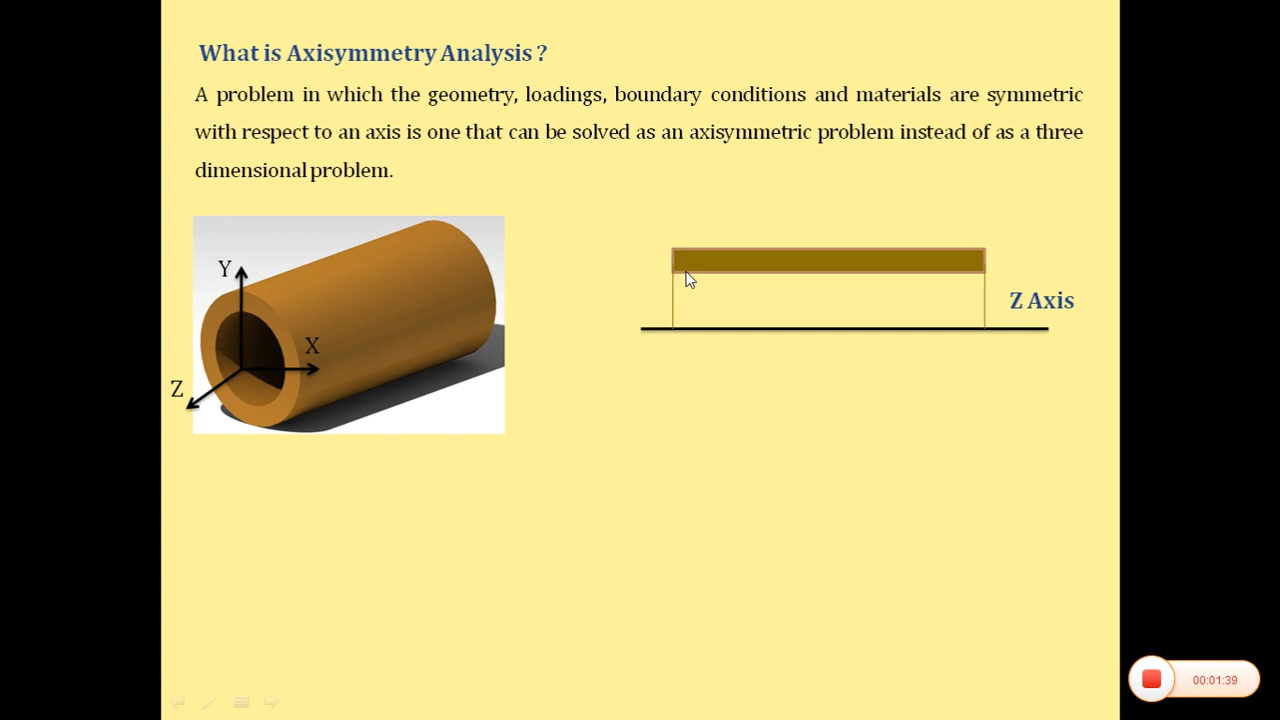 What is Axisymmetry Analysis ?
A problem in which the geometry, loadings, boundary conditions and materials are symmetric
with respect to an axis is one that can be solved as an axisymmetric problem instead of as a three
dimensional problem.
Y
X
Z
Z Axis
00:01:39